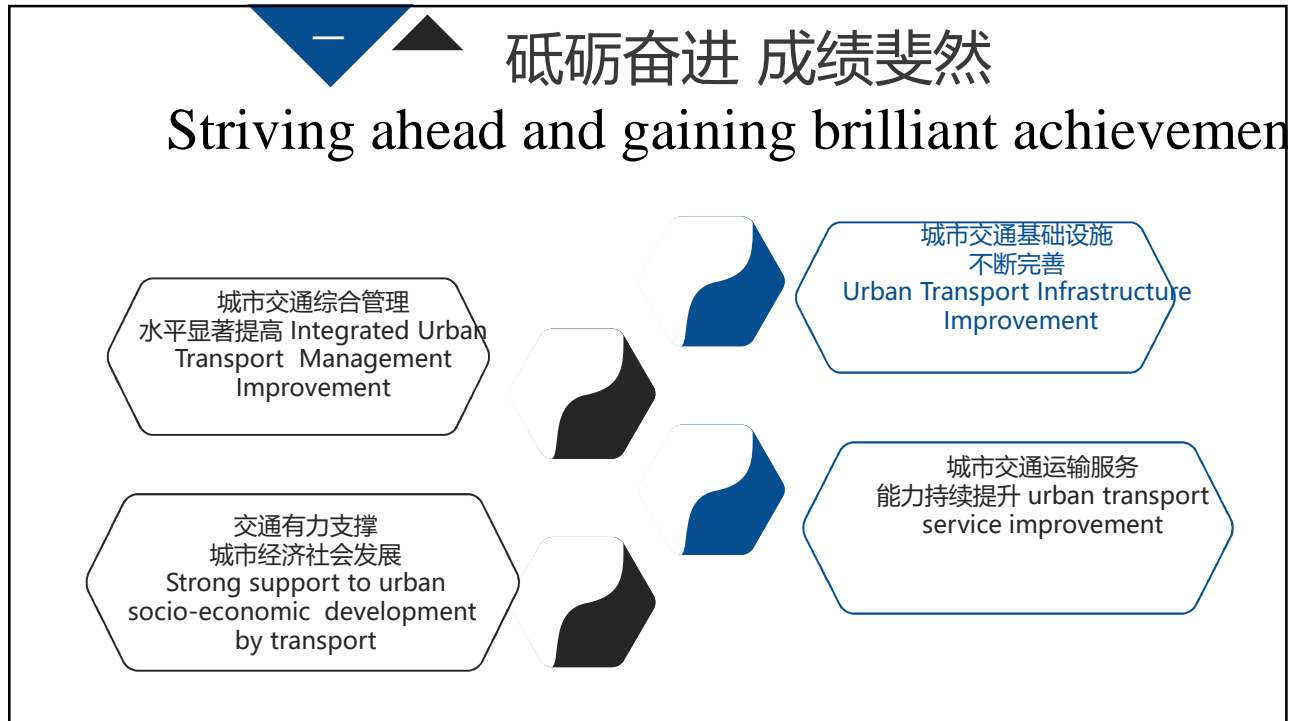 一
砥砺奋进 成绩斐然
Striving ahead and gaining brilliant achievemen
城市交通基础设施
不断完善
Urban Transport Infrastructure
Improvement
城市交通综合管理
水平显著提高 Integrated Urban
Transport Management
Improvement
城市交通运输服务
能力持续提升 urban transport
service improvement
交通有力支撑
城市经济社会发展
Strong support to urban
socio-economic development
by transport